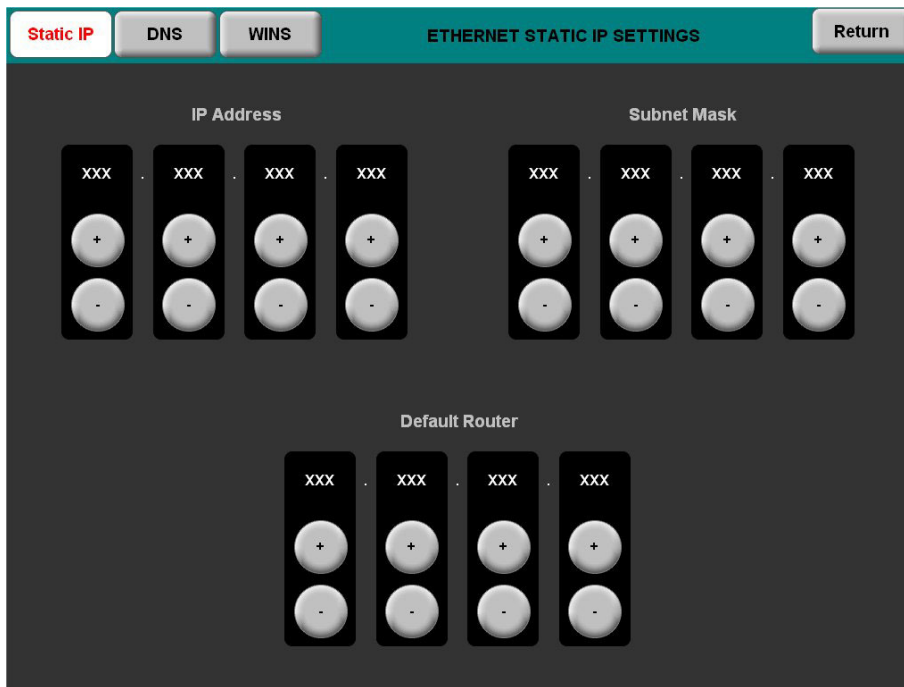 Static IP DNS WINS ETHERNET STATIC IP SETTINGS Return
IP Address Subnet Mask
XXX . XXX . XXX . XXX XXX . XXX . XXX . XXX
+ + + + + + + +
- - - - - - - -
Default Router
XXX . XXX . XXX . XXX
+ + + +
- - - -